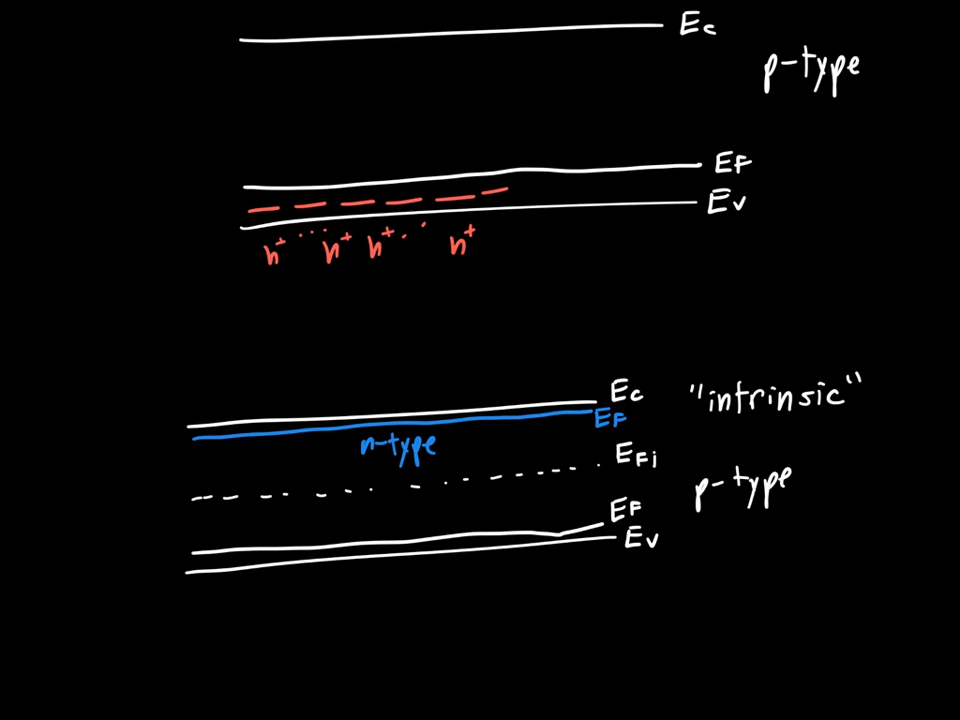 Ec
p-type
EF
Ev
h+ ... h+ h+ . . h+
Ec
"intrinsic"
EF
n-type
EFi
p-type
EF
Ev